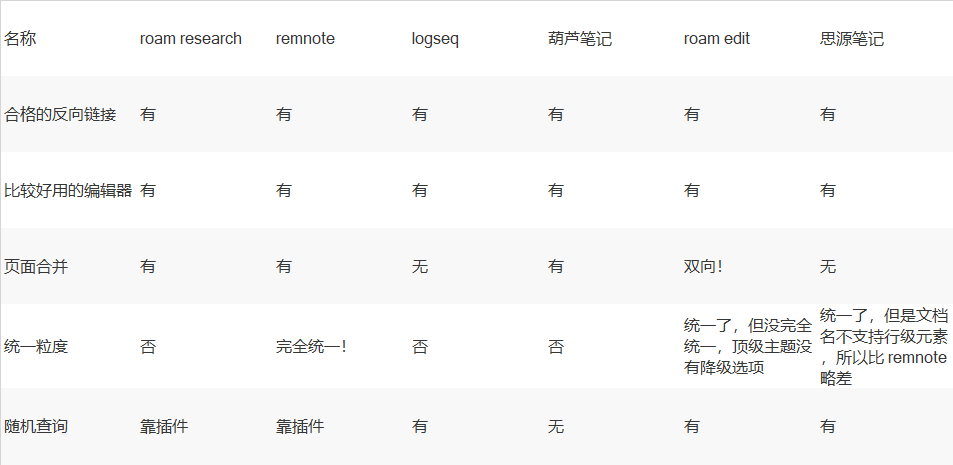 名称 roam research remnote logseq 葫芦笔记 roam edit 思源笔记
合格的反向链接 有 有 有 有 有 有
比较好用的编辑器 有 有 有 有 有 有
页面合并 有 有 无 有 双向！ 无
统一粒度 否 完全统一！ 否 否
统一了，但没完全
统一，顶级主题没
有降级选项
统一了，但是文档
名不支持行级元素
，所以比 remnote
略差
随机查询 靠插件 靠插件 有 无 有 有